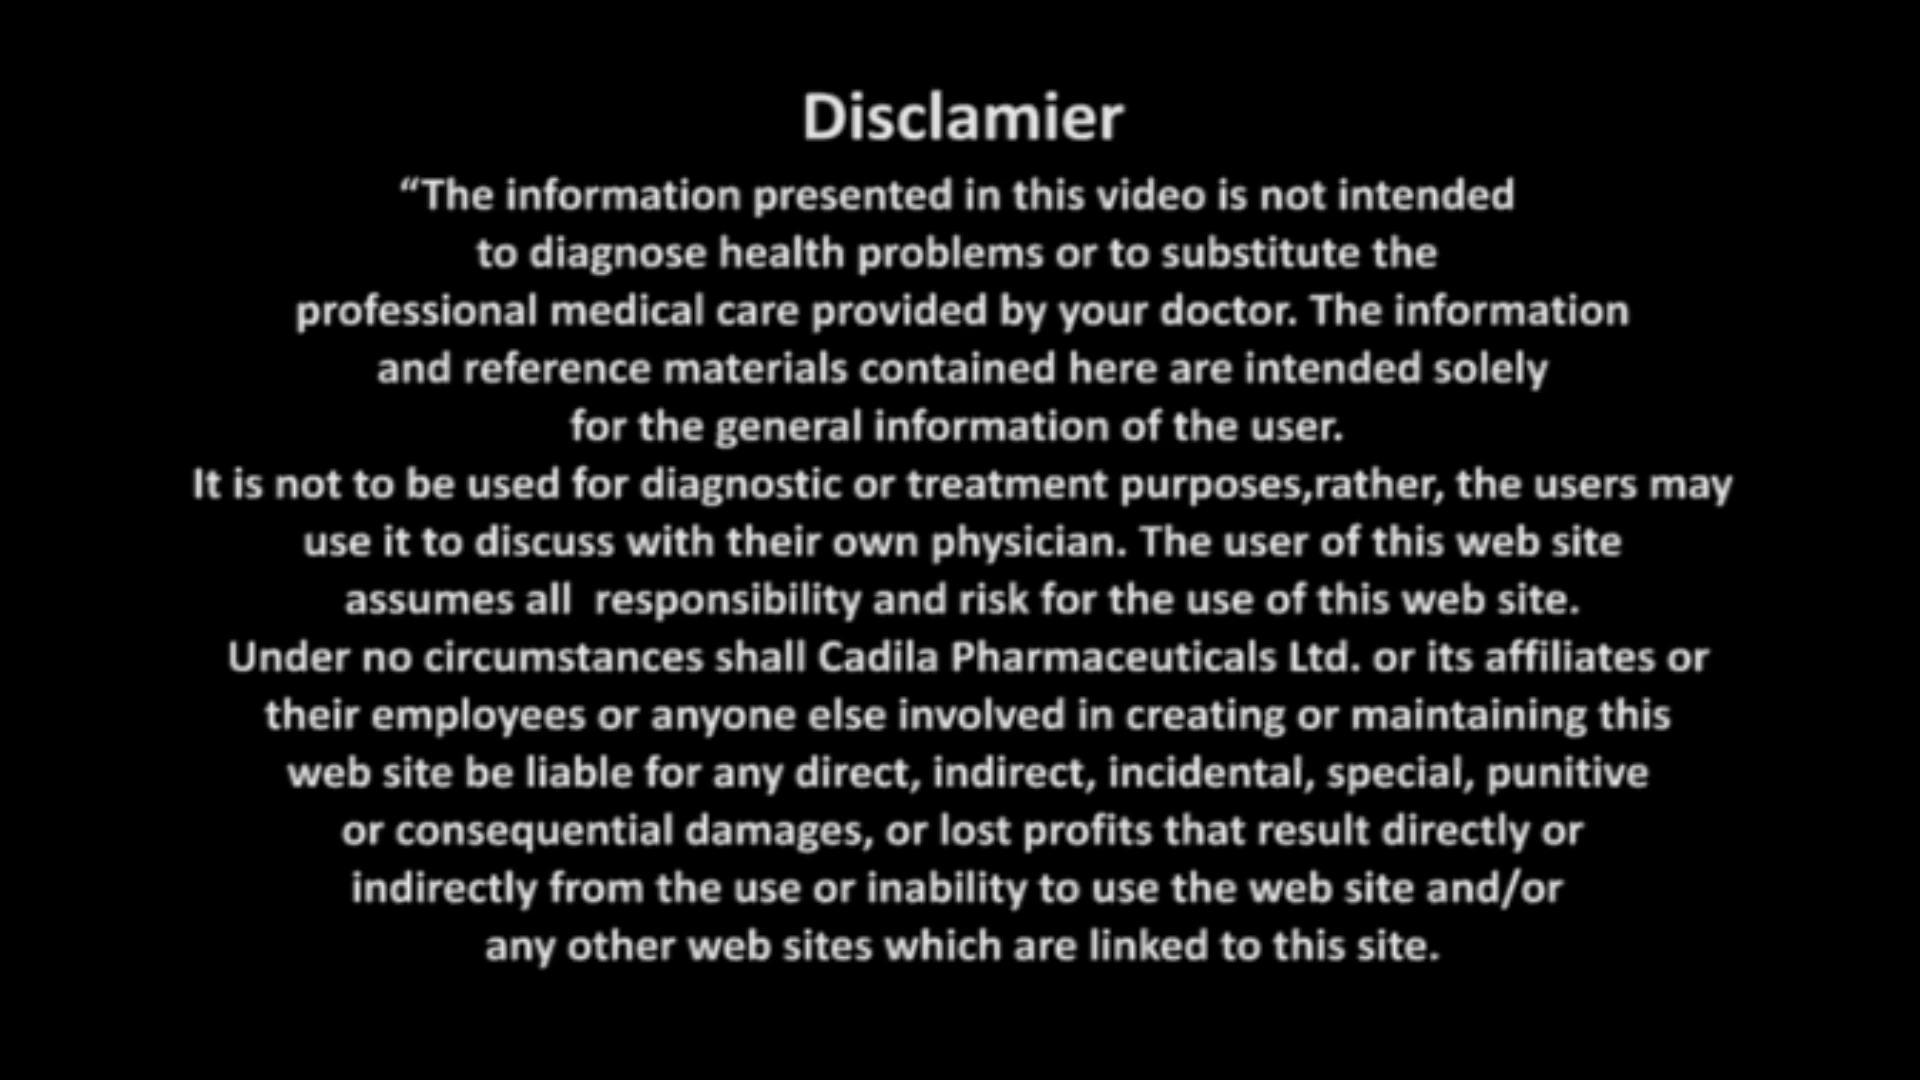 Disclamier
“The information presented in this video is not intended
to diagnose health problems or to substitute the
professional medical care provided by your doctor. The information
and reference materials contained here are intended solely
for the general information of the user.
It is not to be used for diagnostic or treatment purposes,rather, the users may
use it to discuss with their own physician. The user of this web site
assumes all  responsibility and risk for the use of this web site.
Under no circumstances shall Cadila Pharmaceuticals Ltd. or its affiliates or
their employees or anyone else involved in creating or maintaining this
web site be liable for any direct, indirect, incidental, special, punitive
or consequential damages, or lost profits that result directly or
indirectly from the use or inability to use the web site and/or
any other web sites which are linked to this site.